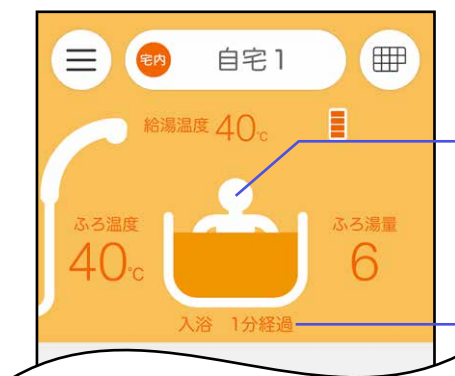 宅内 自宅1
給湯温度 40℃
ふろ温度
40℃
ふろ湯量
6
入浴 1分経過